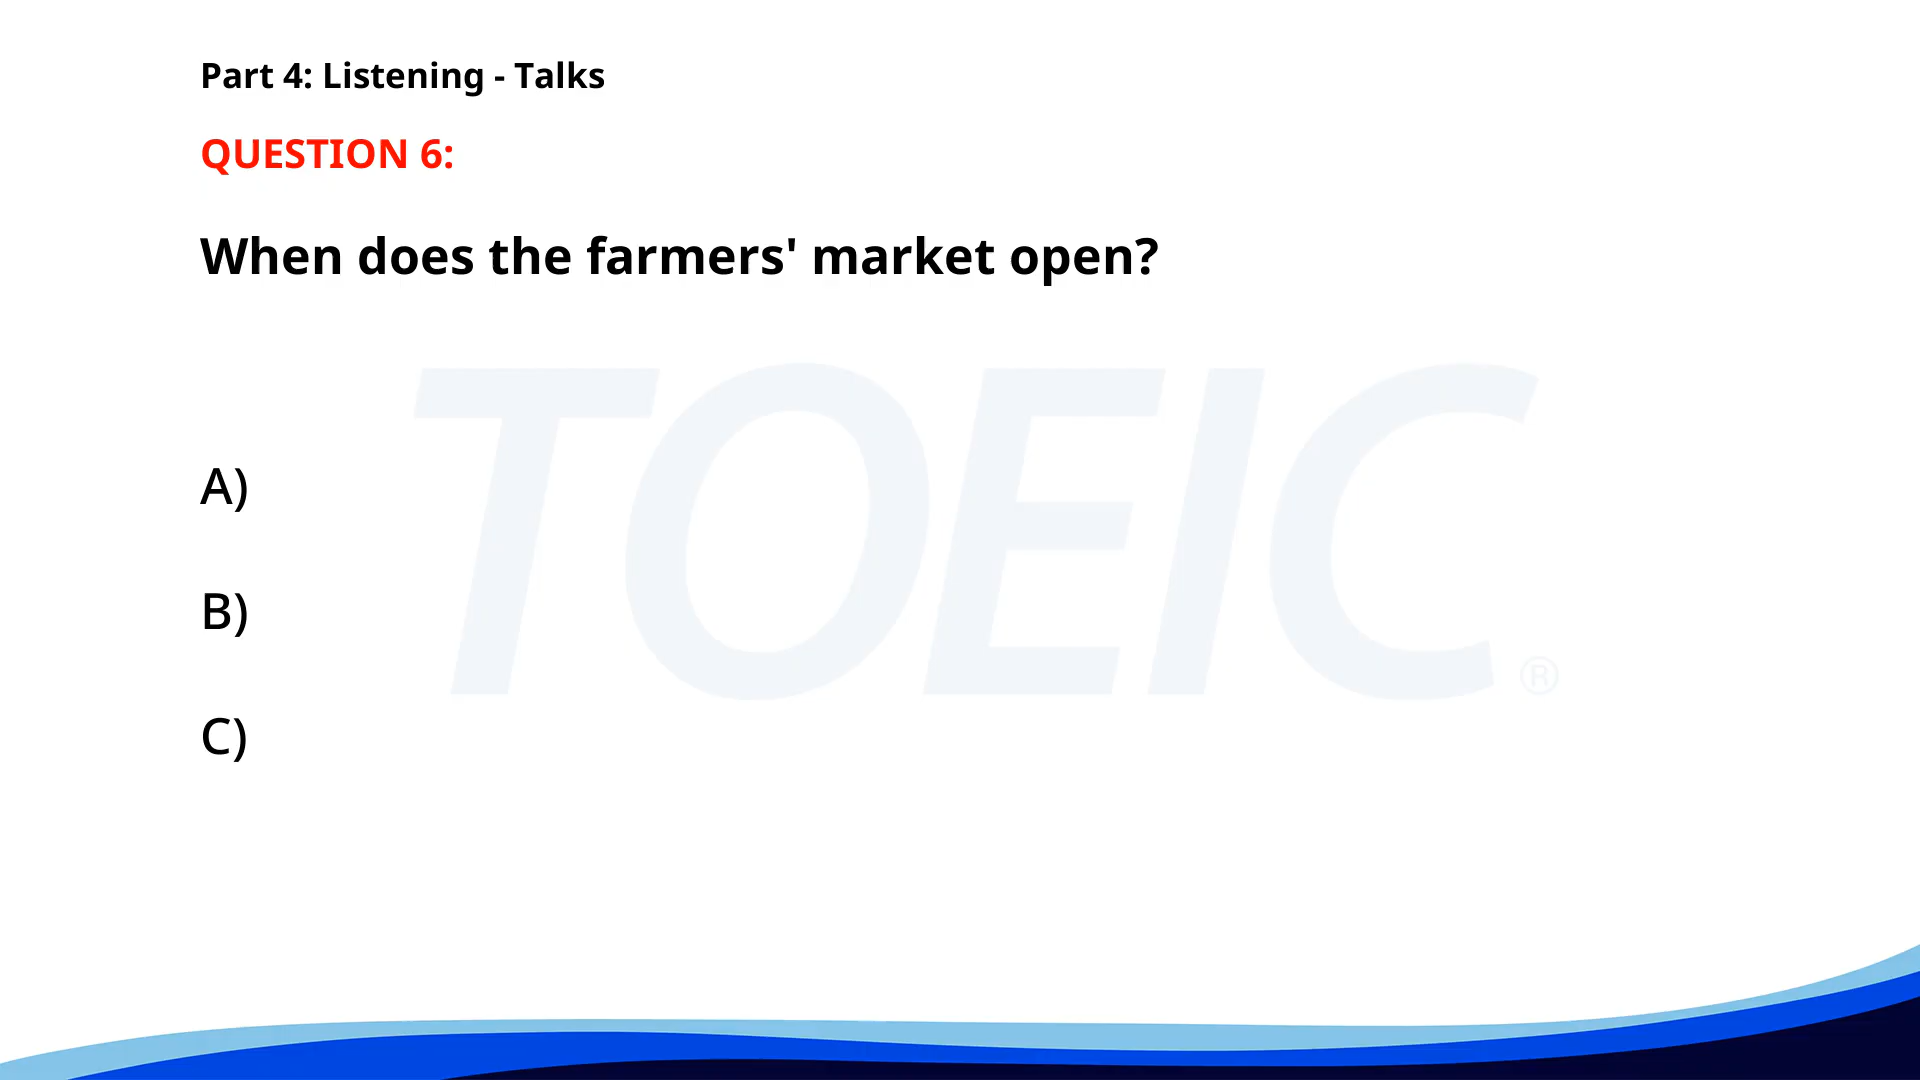 Part 4: Listening - Talks
QUESTION 6:
When does the farmers' market open?
TOEIC®
A)
B)
C)